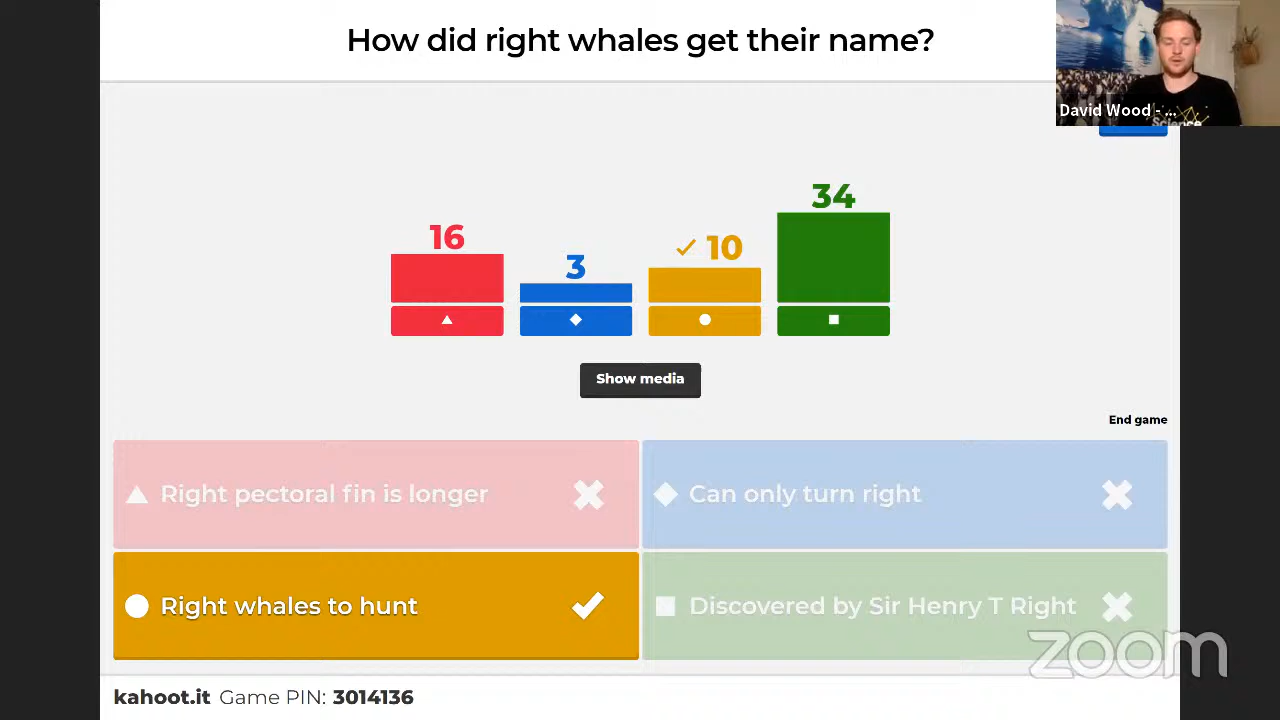 How did right whales get their name?
David Wood - ...
Science
16
3
10
34
Show media
End game
Right pectoral fin is longer
Can only turn right
Right whales to hunt
Discovered by Sir Henry T Right
zoom
kahoot.it Game PIN: 3014136